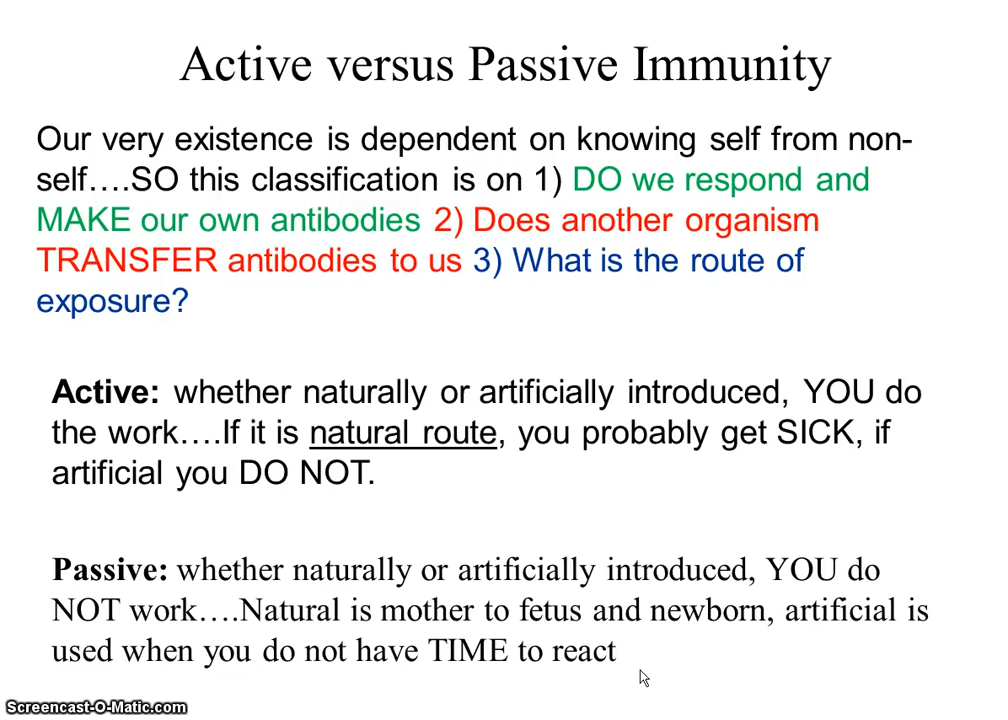 Active versus Passive Immunity
Our very existence is dependent on knowing self from non-
self….SO this classification is on 1) DO we respond and
MAKE our own antibodies 2) Does another organism
TRANSFER antibodies to us 3) What is the route of
exposure?
Active: whether naturally or artificially introduced, YOU do
the work….If it is natural route, you probably get SICK, if
artificial you DO NOT.
Passive: whether naturally or artificially introduced, YOU do
NOT work….Natural is mother to fetus and newborn, artificial is
used when you do not have TIME to react
Screencast-O-Matic.com